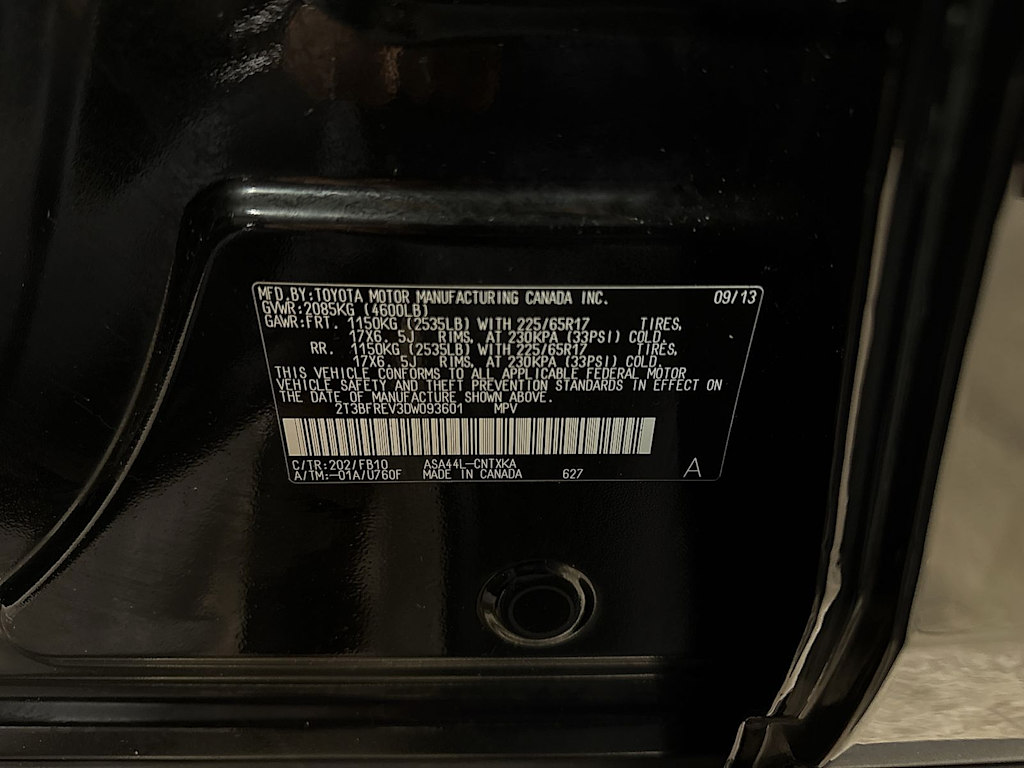 MFD.BY:TOYOTA MOTOR MANUFACTURING CANADA INC. 09/13
GVWR:2085KG (4600LB)
GAWR:FRT. 1150KG (2535LB) WITH 225/65R17 TIRES,
17X6. 5J RIMS, AT 230KPA (33PSI) COLD.
RR. 1150KG (2535LB) WITH 225/65R17 TIRES,
17X6. 5J RIMS, AT 230KPA (33PSI) COLD.
THIS VEHICLE CONFORMS TO ALL APPLICABLE FEDERAL MOTOR
VEHICLE SAFETY AND THEFT PREVENTION STANDARDS IN EFFECT ON
THE DATE OF MANUFACTURE SHOWN ABOVE.
2T3BFREV3DW093601 MPV
C/TR:202/FB10 ASA44L-CNTXKA
A/TM:-01A/U760F MADE IN CANADA 627 A